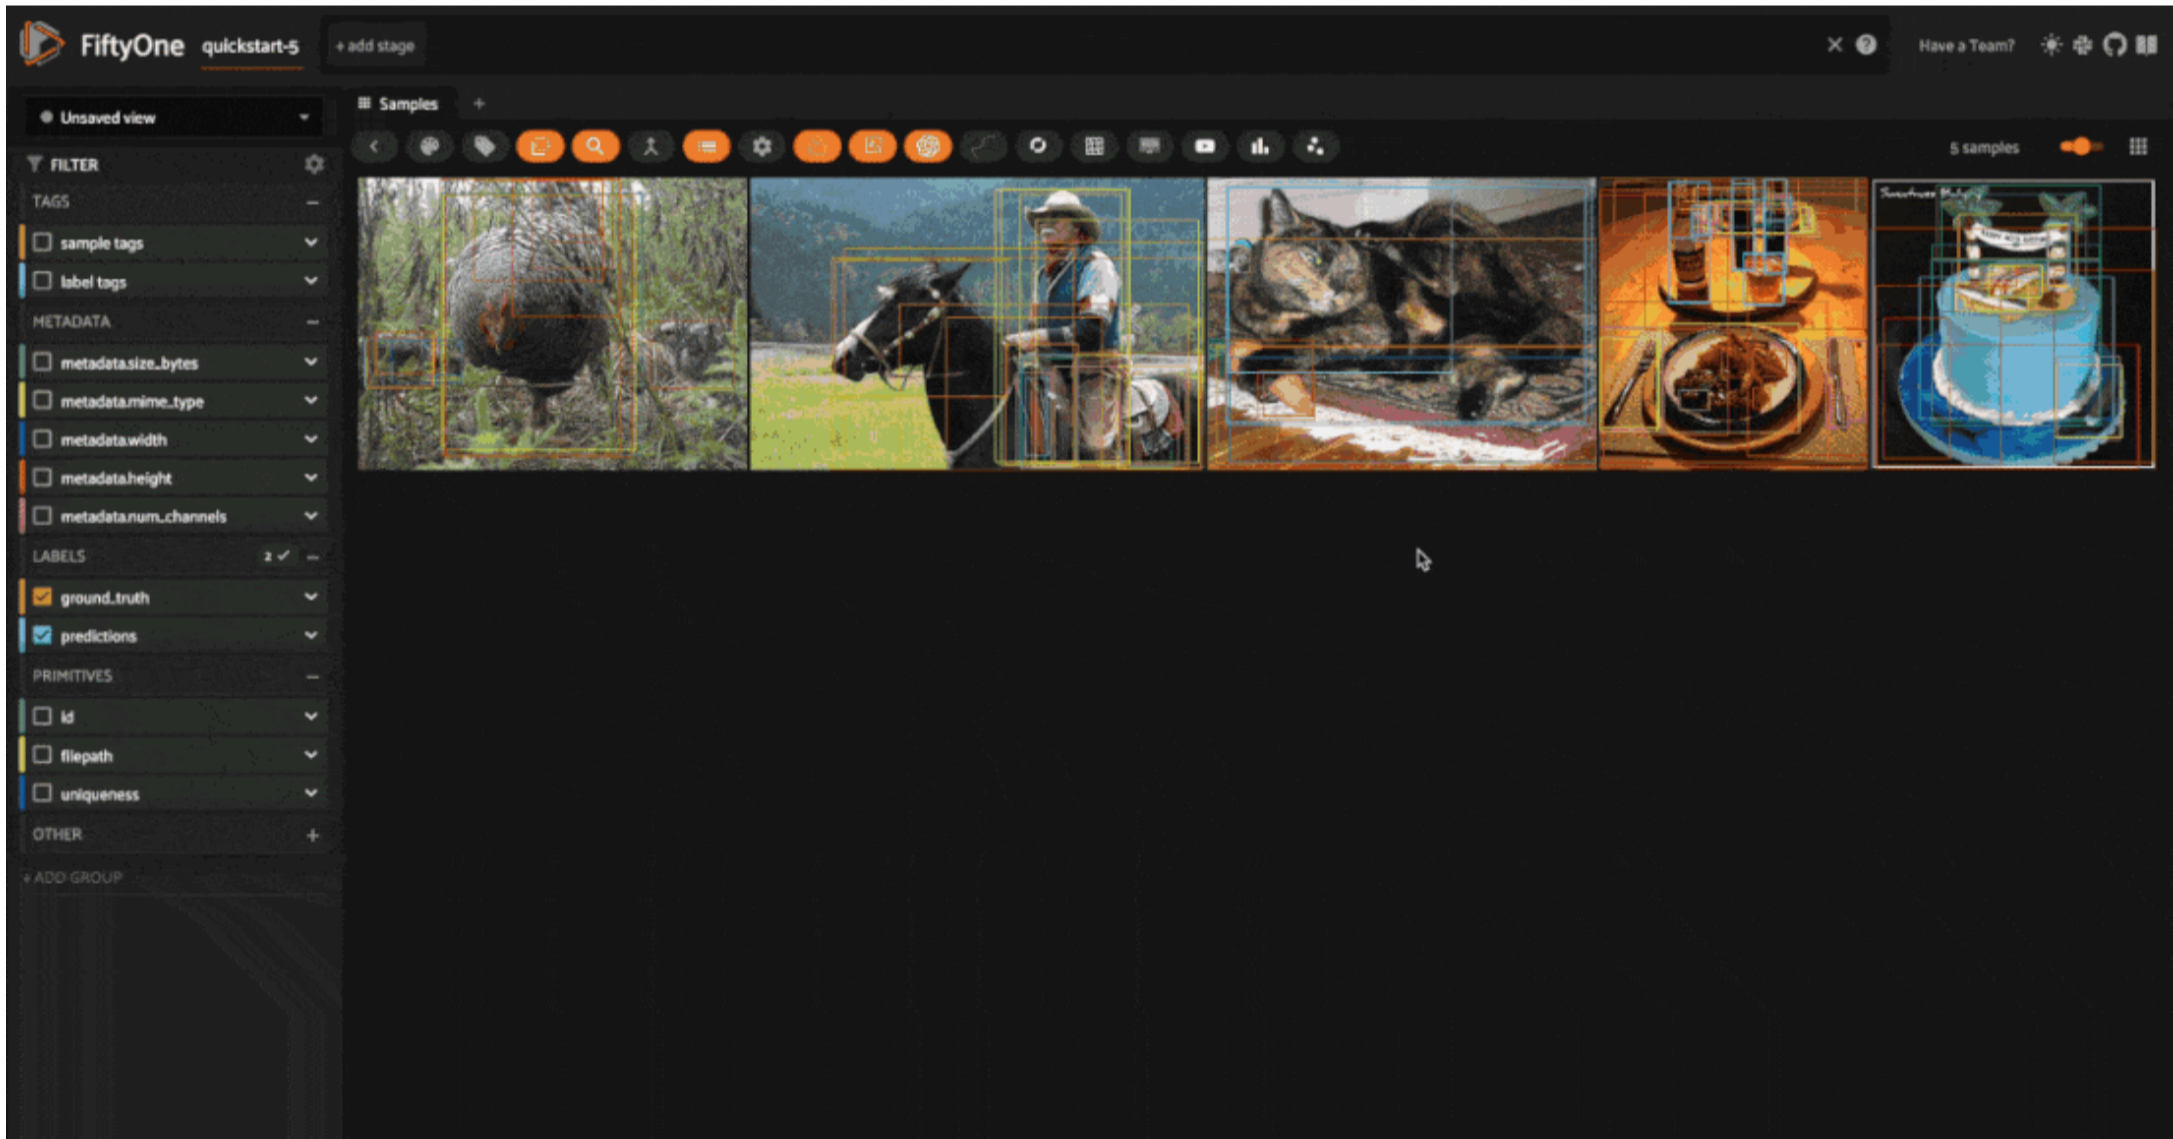 FiftyOne quickstart-5 + add stage Have a Team?
Unsaved view
Samples +
FILTER
5 samples
TAGS
sample tags
label tags
METADATA
metadata.size_bytes
metadata.mime_type
metadata.width
metadata.height
metadata.num_channels
LABELS 2
ground_truth
predictions
PRIMITIVES
id
filepath
uniqueness
OTHER +
+ ADD GROUP